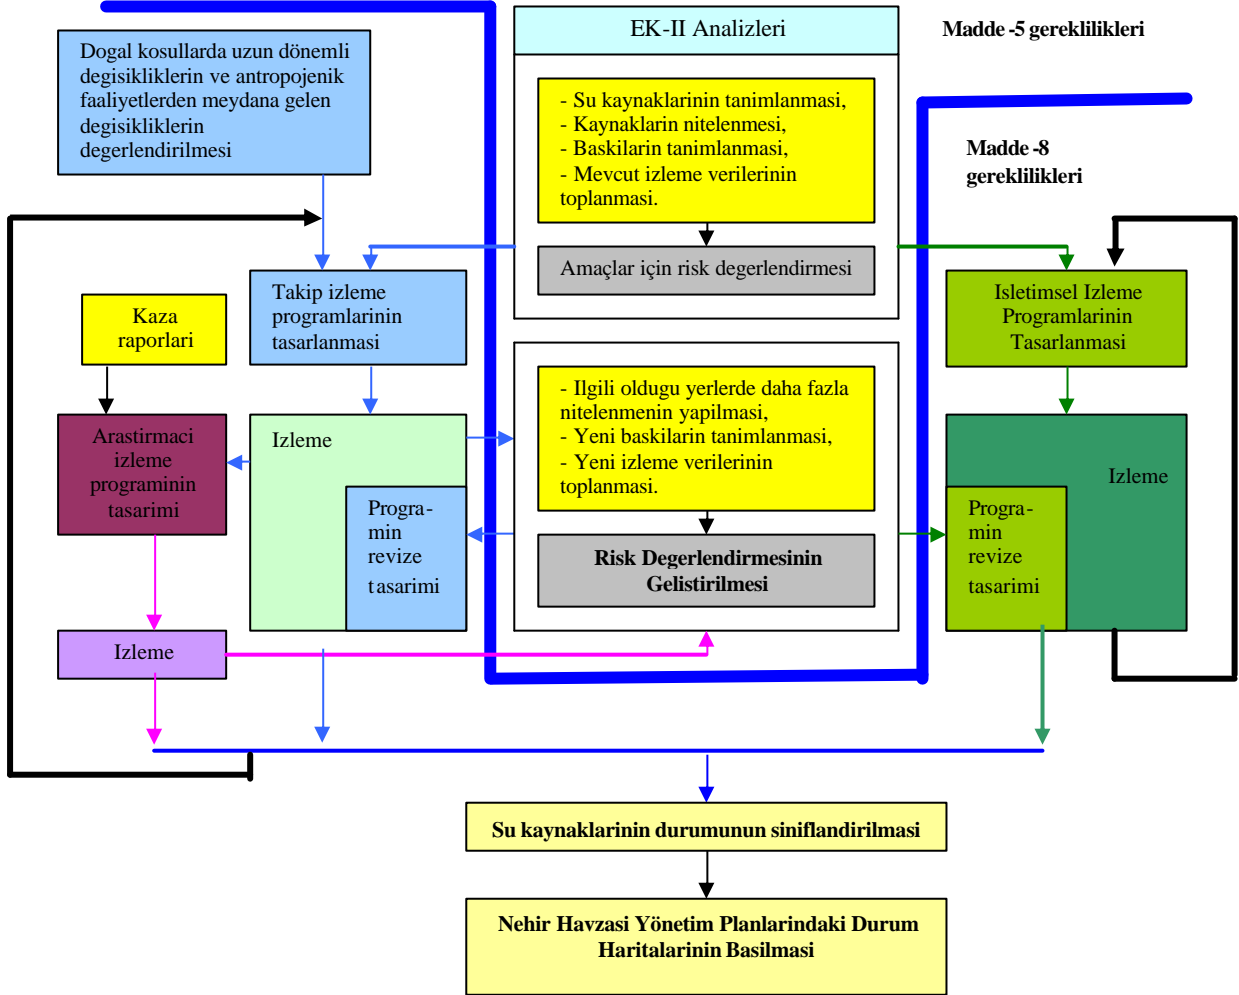 EK-II Analizleri
Madde -5 gereklilikleri
Dogal kosullarda uzun dönemli
degisikliklerin ve antropojenik
faaliyetlerden meydana gelen
degisikliklerin
degerlendirilmesi
- Su kaynaklarinin tanimlanmasi,
- Kaynaklarin nitelenmesi,
- Baskilarin tanimlanmasi,
- Mevcut izleme verilerinin
toplanmasi.
Madde -8
gereklilikleri
Amaçlar için risk degerlendirmesi
Takip izleme
programlarinin
tasarlanmasi
Isletimsel Izleme
Programlarinin
Tasarlanmasi
Kaza
raporlari
- Ilgili oldugu yerlerde daha fazla
nitelenmenin yapilmasi,
- Yeni baskilarin tanimlanmasi,
- Yeni izleme verilerinin
toplanmasi.
Arastirmaci
izleme
programinin
tasarimi
Izleme
Izleme
Progra-
min
revize
tasarimi
Risk Degerlendirmesinin
Gelistirilmesi
Progra-
min
revize
tasarimi
Izleme
Su kaynaklarinin durumunun siniflandirilmasi
Nehir Havzasi Yönetim Planlarindaki Durum
Haritalarinin Basilmasi